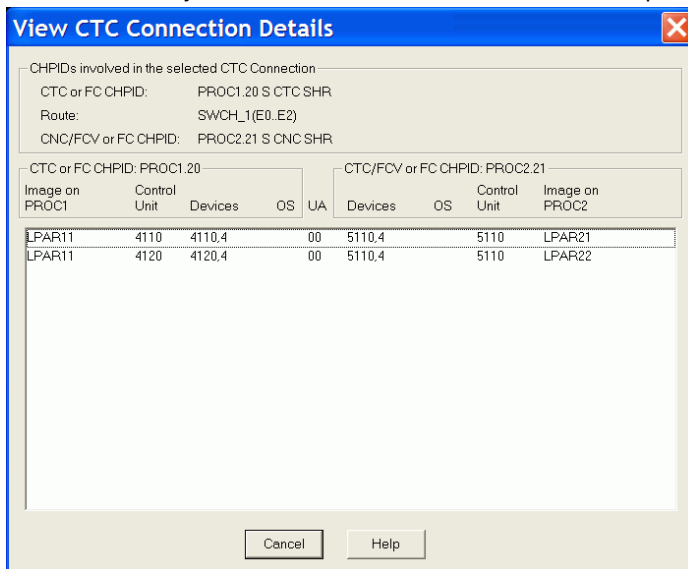 View CTC Connection Details
CHPIDs involved in the selected CTC Connection
CTC or FC CHPID: PROC1.20 S CTC SHR
Route: SWCH_1(E0..E2)
CNC/FCV or FC CHPID: PROC2.21 S CNC SHR
CTC or FC CHPID: PROC1.20 CTC/FCV or FC CHPID: PROC2.21
Image on Control Control Image on
PROC1 Unit Devices OS UA Devices OS Unit PROC2
LPAR11 4110 4110,4 00 5110,4 5110 LPAR21
LPAR11 4120 4120,4 00 5110,4 5110 LPAR22
Cancel Help